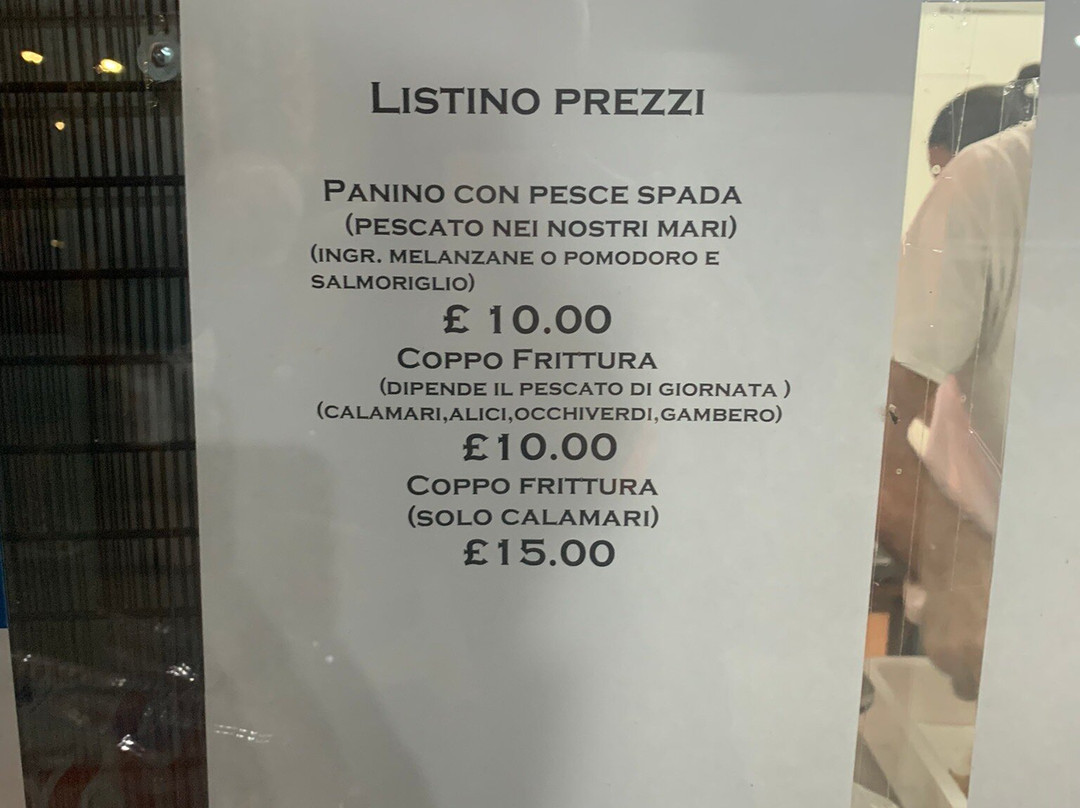 LISTINO PREZZI
PANINO CON PESCE SPADA
(PESCATO NEI NOSTRI MARI)
(INGR. MELANZANE O POMODORO E
SALMORIGLIO)
£ 10.00
COPPO FRITTURA
(DIPENDE IL PESCATO DI GIORNATA )
(CALAMARI,ALICI,OCCHIVERDI,GAMBERO)
£10.00
COPPO FRITTURA
(SOLO CALAMARI)
£15.00